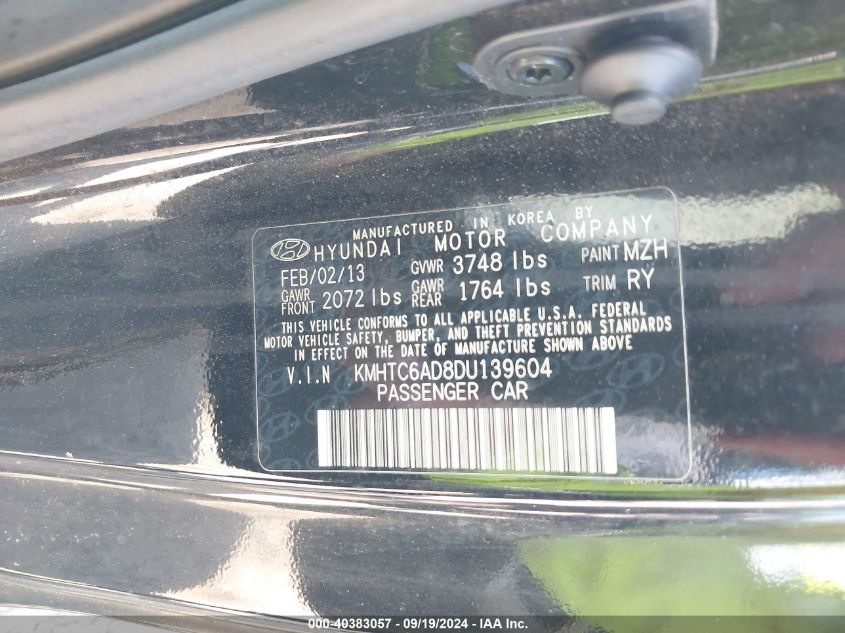 MANUFACTURED IN KOREA BY
HYUNDAI MOTOR COMPANY
FEB/02/13 GVWR 3748 lbs PAINT MZH
GAWR FRONT 2072 lbs GAWR REAR 1764 lbs TRIM RY
THIS VEHICLE CONFORMS TO ALL APPLICABLE U.S.A. FEDERAL
MOTOR VEHICLE SAFETY, BUMPER, AND THEFT PREVENTION STANDARDS
IN EFFECT ON THE DATE OF MANUFACTURE SHOWN ABOVE
V.I.N KMHTC6AD8DU139604
PASSENGER CAR
000-40383057 - 09/19/2024 - IAA Inc.